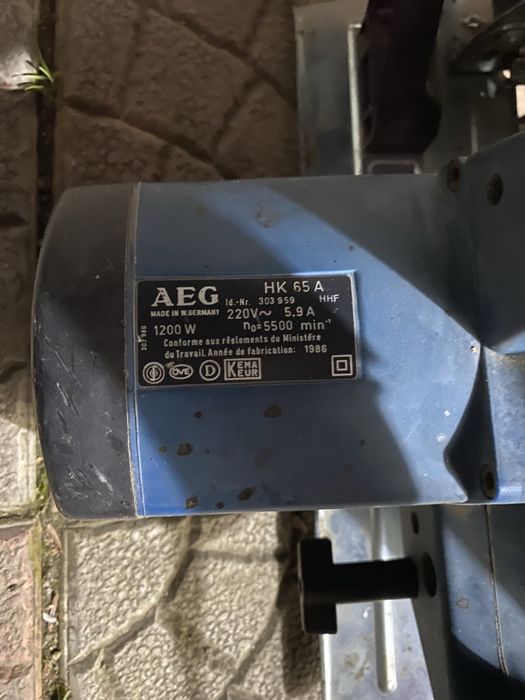 AEG HK 65 A
Id.-Nr. 303 959 HHF
MADE IN W.GERMANY 220V~ 5.9 A
1200 W n₀=5500 min⁻¹
Conforme aux règlements du Ministère
du Travail. Année de fabrication: 1986
ÖVE D KEMA KEUR